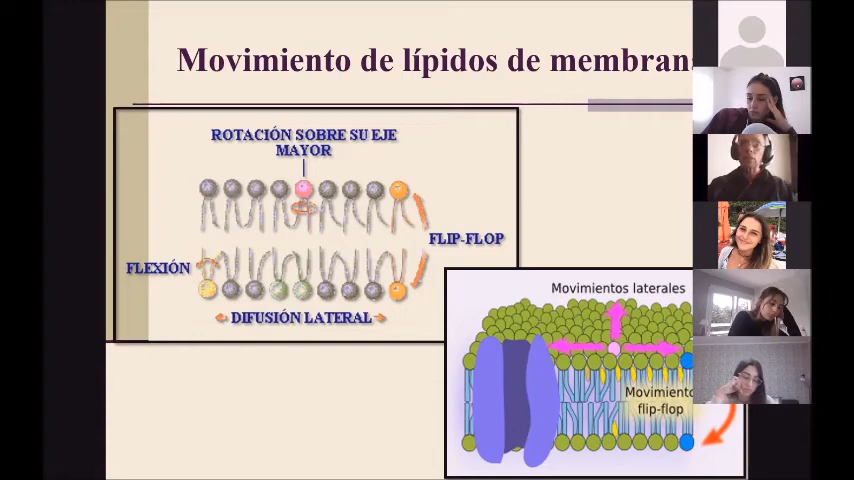 Movimiento de lípidos de membran
ROTACIÓN SOBRE SU EJE
MAYOR
FLIP-FLOP
FLEXIÓN
DIFUSIÓN LATERAL
Movimientos laterales
Movimiento
flip-flop